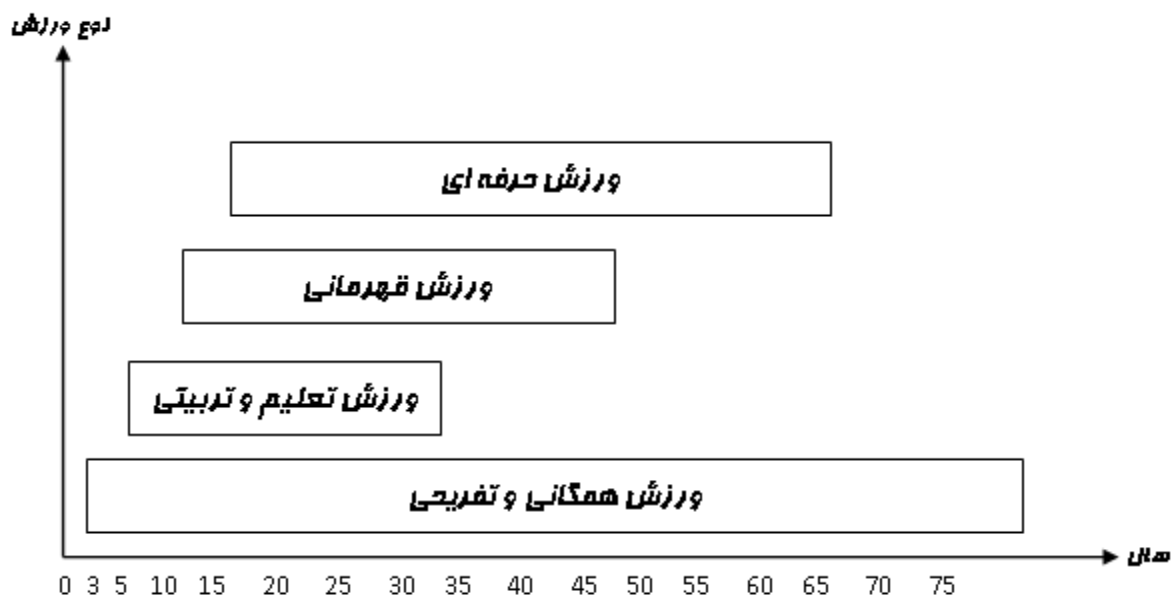 نوع ورزش
ورزش حرفه ای
ورزش قهرمانی
ورزش تعلیم و تربیتی
ورزش همگانی و تفریحی
سال
0 3 5 10 15 20 25 30 35 40 45 50 55 60 65 70 75